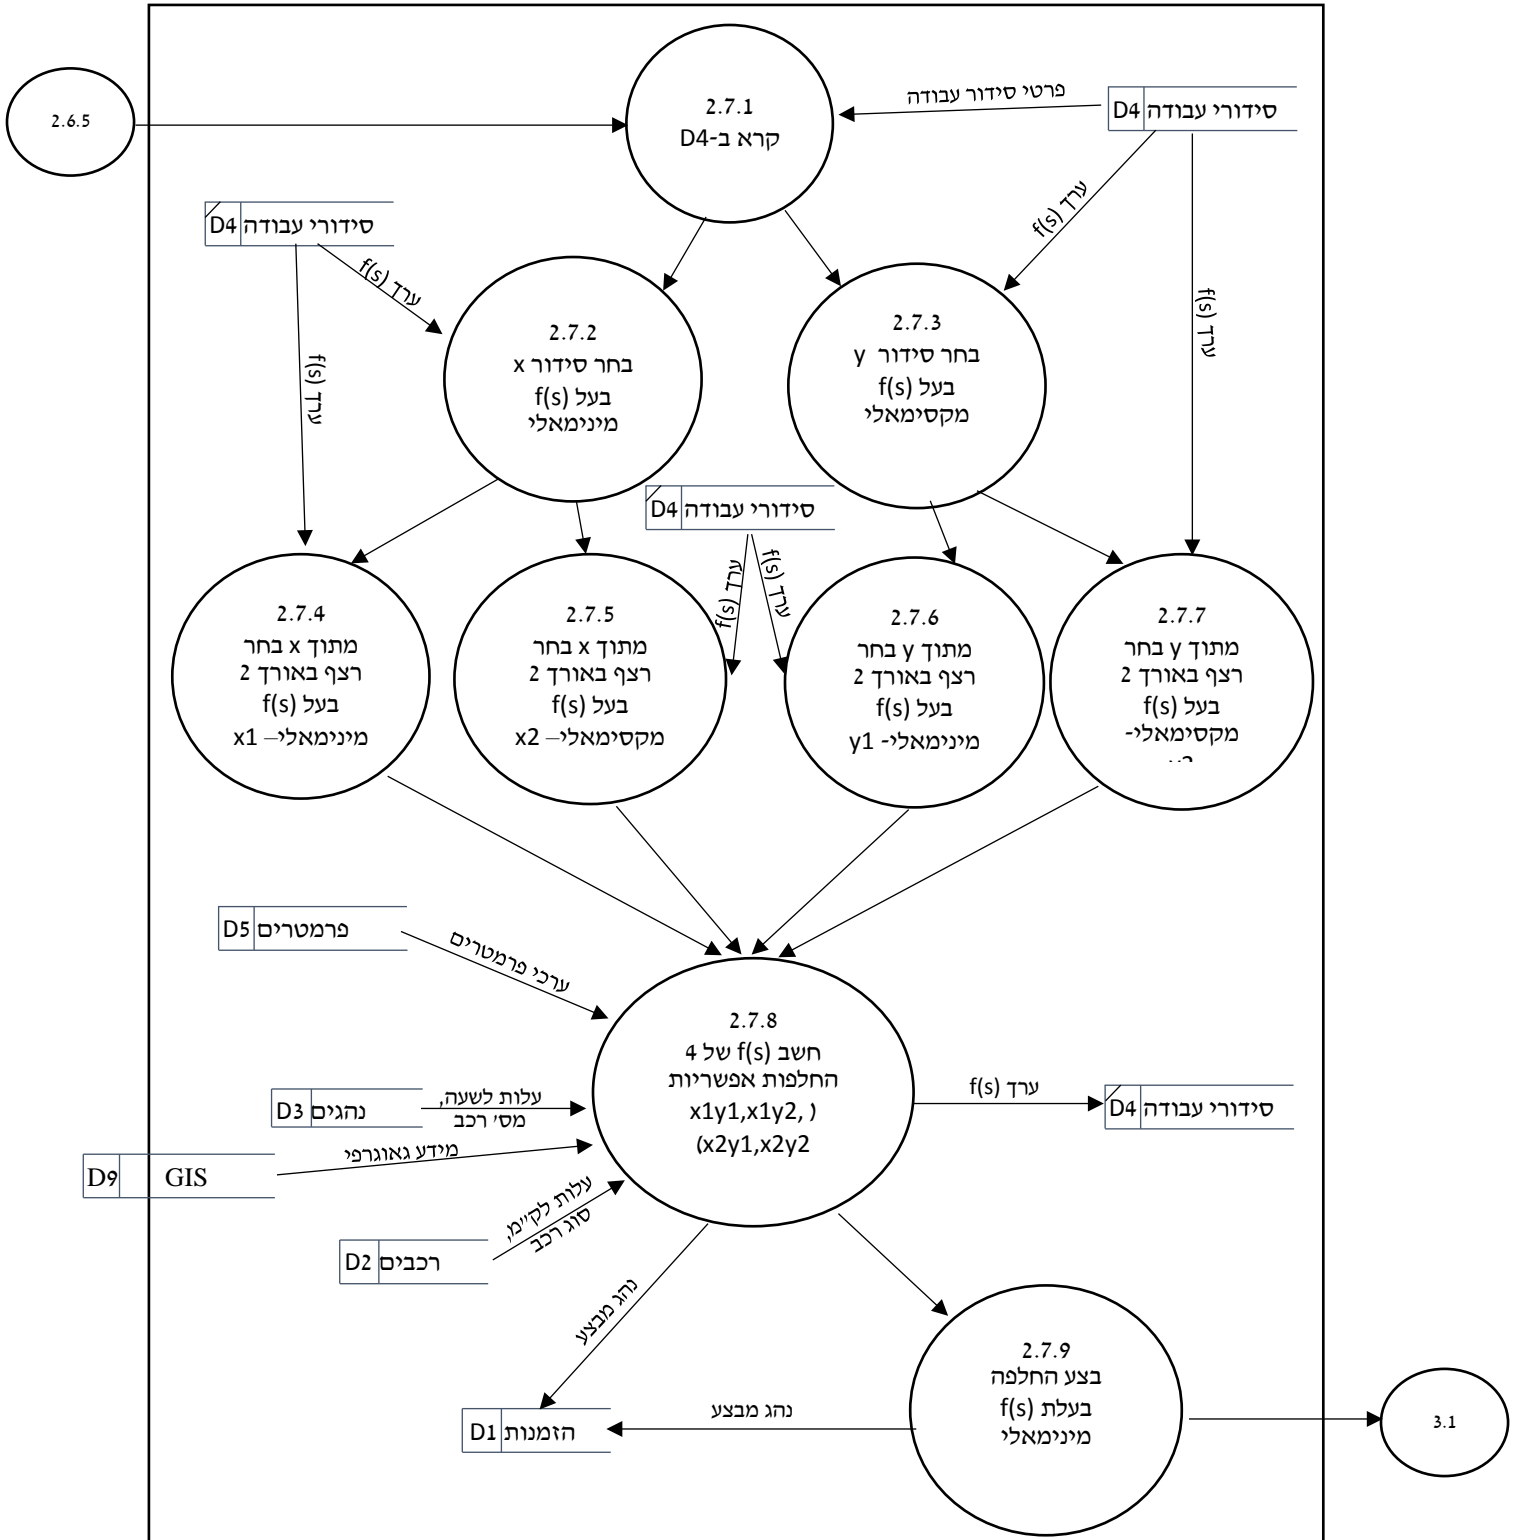 2.6.5
2.7.1
קרא ב-D4
פרטי סידור עבודה
D4 סידורי עבודה
ערך f(s)
ערך f(s)
D4 סידורי עבודה
ערך f(s)
ערך f(s)
2.7.2
בחר סידור x
בעל f(s)
מינימאלי
2.7.3
בחר סידור y
בעל f(s)
מקסימאלי
D4 סידורי עבודה
ערך f(s)
ערך f(s)
2.7.4
מתוך x בחר
רצף באורך 2
בעל f(s)
מינימאלי– x1
2.7.5
מתוך x בחר
רצף באורך 2
בעל f(s)
מקסימאלי– x2
2.7.6
מתוך y בחר
רצף באורך 2
בעל f(s)
מינימאלי- y1
2.7.7
מתוך y בחר
רצף באורך 2
בעל f(s)
מקסימאלי-
D5 פרמטרים
ערכי פרמטרים
2.7.8
חשב f(s) של 4
החלפות אפשריות
( x1y1,x1y2,
x2y1,x2y2)
ערך f(s)
D4 סידורי עבודה
D3 נהגים
עלות לשעה,
מס' רכב
D9 GIS
מידע גאוגרפי
D2 רכבים
עלות לק"מ,
סוג רכב
נהג מבצע
2.7.9
בצע החלפה
בעלת f(s)
מינימאלי
נהג מבצע
D1 הזמנות
3.1